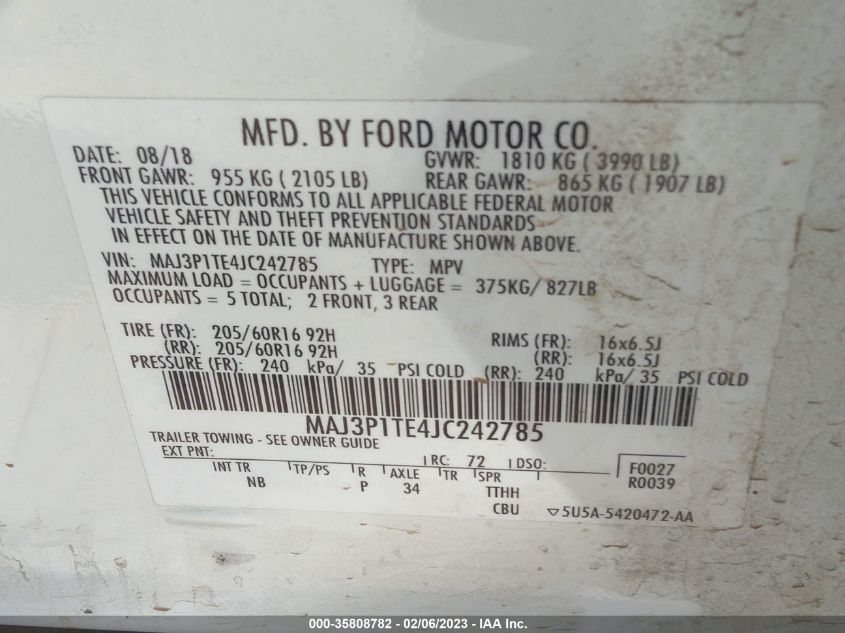 MFD. BY FORD MOTOR CO.
DATE: 08/18 GVWR: 1810 KG ( 3990 LB)
FRONT GAWR: 955 KG ( 2105 LB) REAR GAWR: 865 KG ( 1907 LB)
THIS VEHICLE CONFORMS TO ALL APPLICABLE FEDERAL MOTOR
VEHICLE SAFETY AND THEFT PREVENTION STANDARDS
IN EFFECT ON THE DATE OF MANUFACTURE SHOWN ABOVE.
VIN: MAJ3P1TE4JC242785 TYPE: MPV
MAXIMUM LOAD = OCCUPANTS + LUGGAGE = 375KG/ 827LB
OCCUPANTS = 5 TOTAL; 2 FRONT, 3 REAR
TIRE (FR): 205/60R16 92H RIMS (FR): 16x6.5J
(RR): 205/60R16 92H (RR): 16x6.5J
PRESSURE (FR): 240 kPa/ 35 PSI COLD (RR): 240 kPa/ 35 PSI COLD
MAJ3P1TE4JC242785
TRAILER TOWING - SEE OWNER GUIDE
EXT PNT: RC: 72 DSO: F0027
INT TR TP/PS R AXLE TR SPR R0039
NB P 34 TTHH
CBU ▽5U5A-5420472-AA
000-35808782 - 02/06/2023 - IAA Inc.